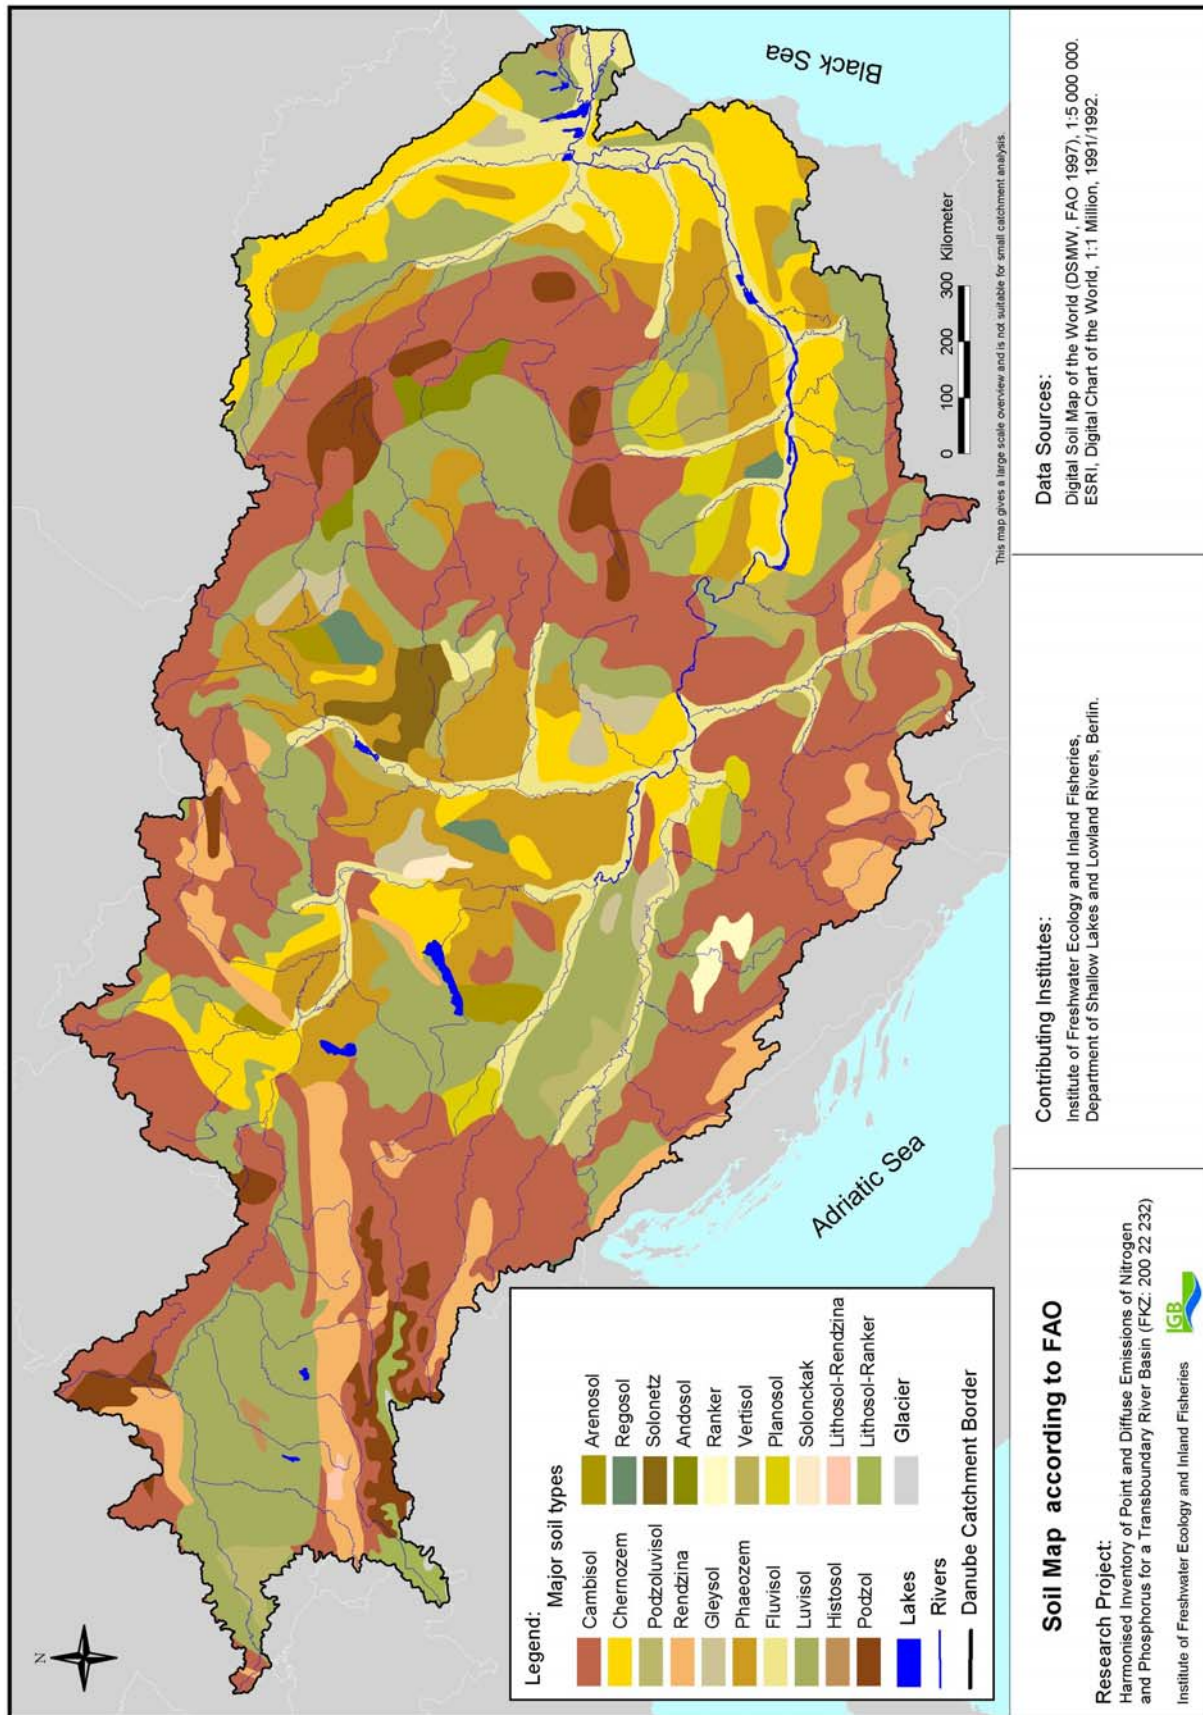 N
Black Sea
Adriatic Sea
0 100 200 300 Kilometer
This map gives a large scale overview and is not suitable for small catchment analysis.
Legend:
Major soil types
Cambisol
Chernozem
Podzoluvisol
Rendzina
Gleysol
Phaeozem
Fluvisol
Luvisol
Histosol
Podzol
Arenosol
Regosol
Solonetz
Andosol
Ranker
Vertisol
Planosol
Solonckak
Lithosol-Rendzina
Lithosol-Ranker
Glacier
Lakes
Rivers
Danube Catchment Border
Soil Map according to FAO
Research Project:
Harmonised Inventory of Point and Diffuse Emissions of Nitrogen
and Phosphorus for a Transboundary River Basin (FKZ: 200 22 232)
Institute of Freshwater Ecology and Inland Fisheries
IGB
Contributing Institutes:
Institute of Freshwater Ecology and Inland Fisheries,
Department of Shallow Lakes and Lowland Rivers, Berlin.
Data Sources:
Digital Soil Map of the World (DSMW, FAO 1997), 1:5 000 000.
ESRI, Digital Chart of the World, 1:1 Million, 1991/1992.